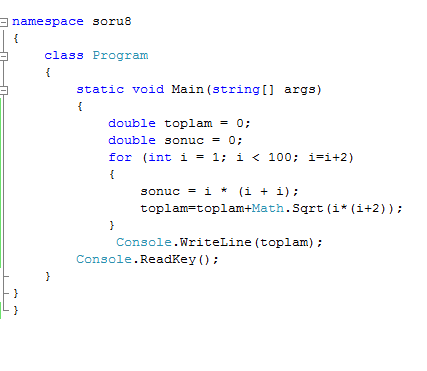 namespace soru8
{
class Program
{
static void Main(string[] args)
{
double toplam = 0;
double sonuc = 0;
for (int i = 1; i < 100; i=i+2)
{
sonuc = i * (i + i);
toplam=toplam+Math.Sqrt(i*(i+2));
}
Console.WriteLine(toplam);
Console.ReadKey();
}
}
}